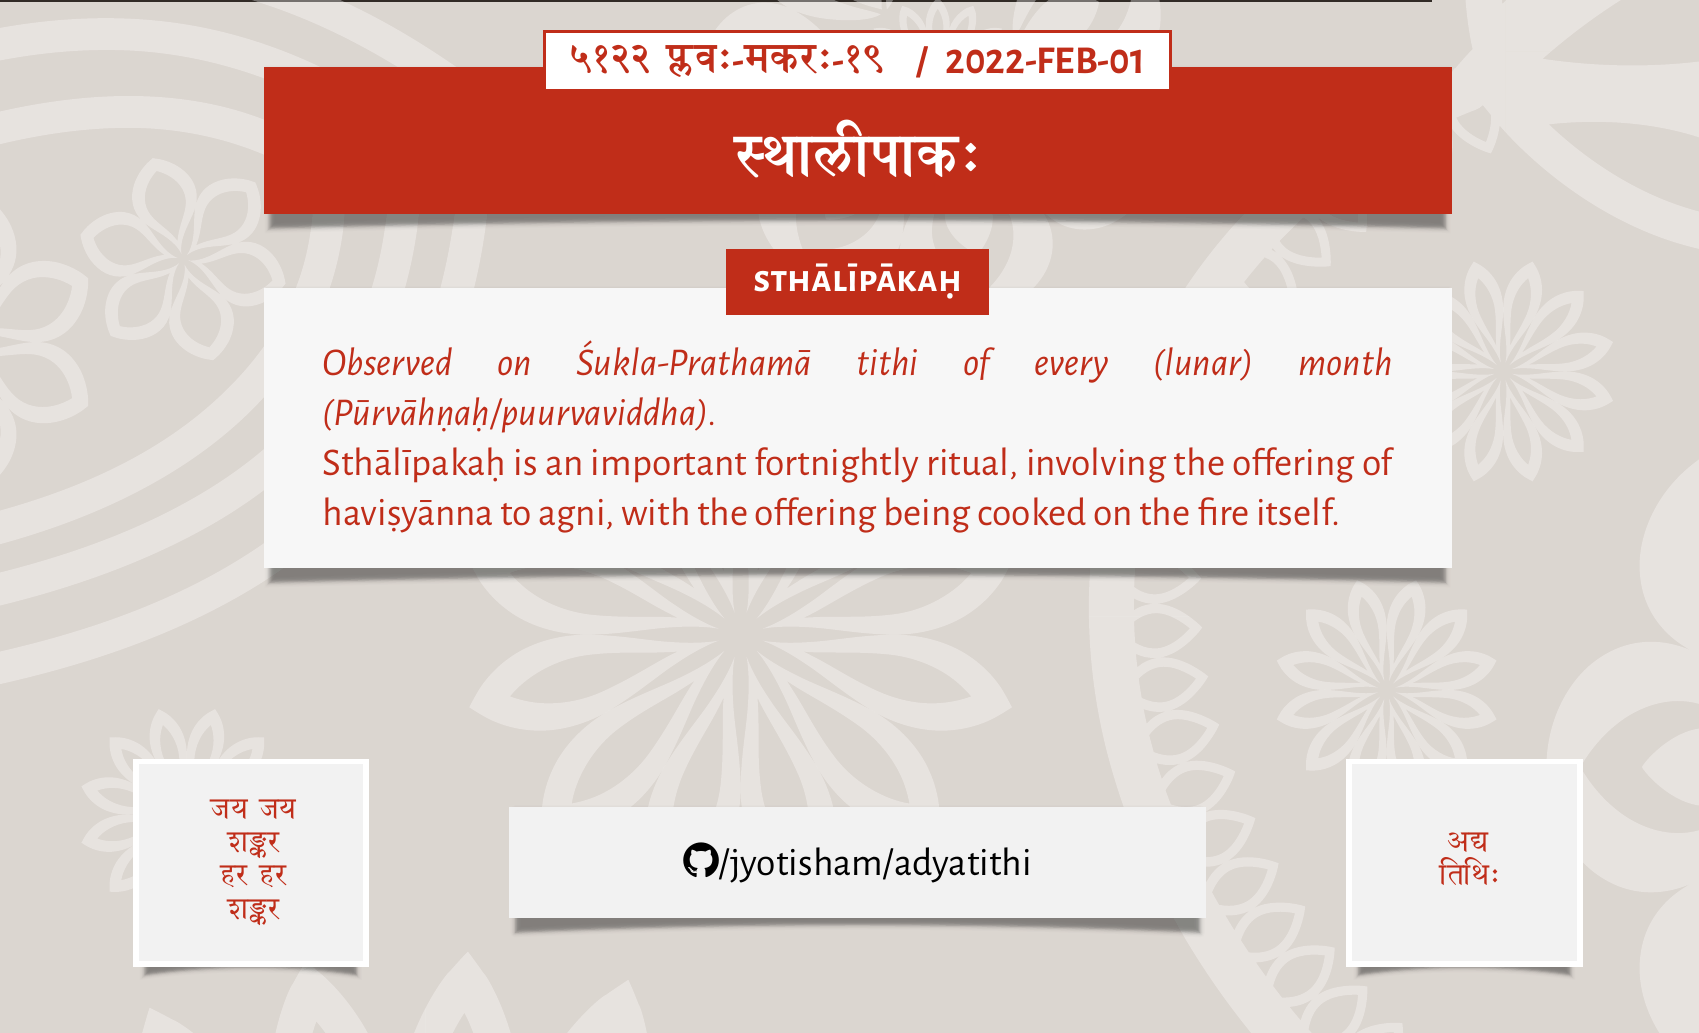 ५१२२ प्लवः-मकरः-१९ / 2022-FEB-01
स्थालीपाकः
STHĀLĪPĀKAḤ
Observed on Śukla-Prathamā tithi of every (lunar) month
(Pūrvāhṇaḥ/puurvaviddha).
Sthālīpakaḥ is an important fortnightly ritual, involving the offering of
haviṣyānna to agni, with the offering being cooked on the fire itself.
जय जय
शङ्कर
हर हर
शङ्कर
/jyotisham/adyatithi
अद्य
तिथिः